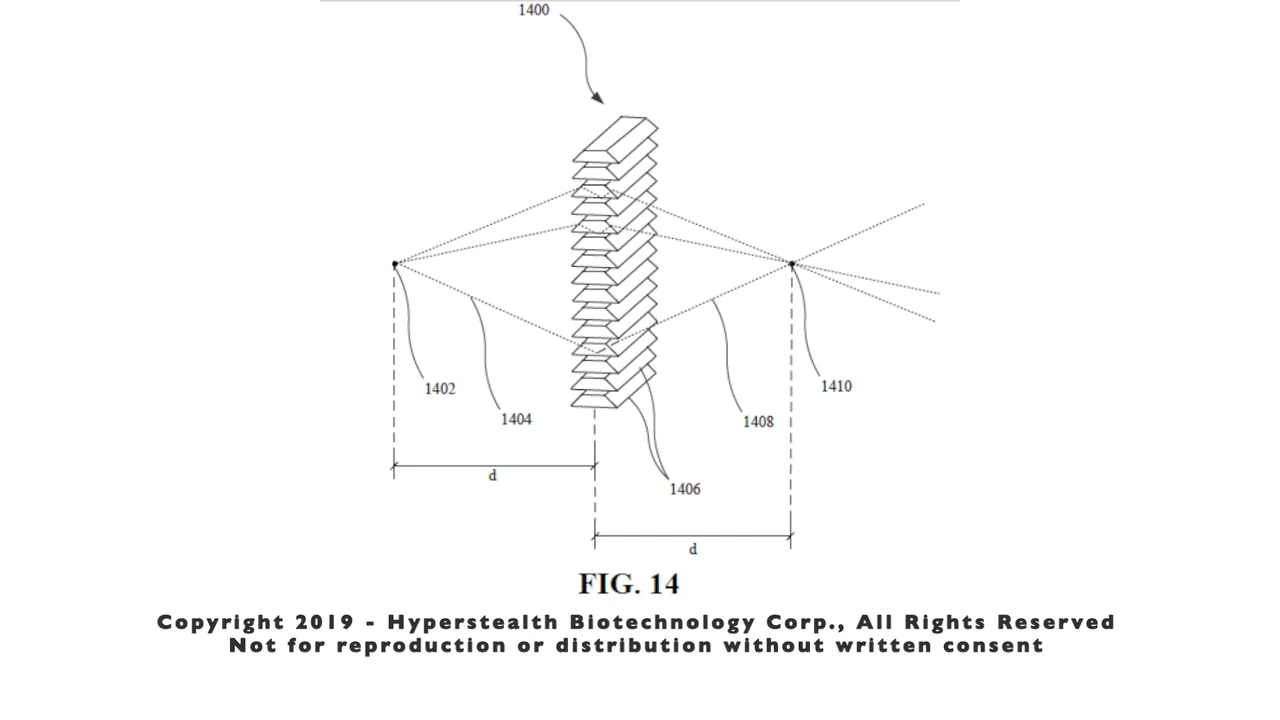 1400
1402
1404
1406
1408
1410
d
d
FIG. 14
Copyright 2019 - Hyperstealth Biotechnology Corp., All Rights Reserved
Not for reproduction or distribution without written consent